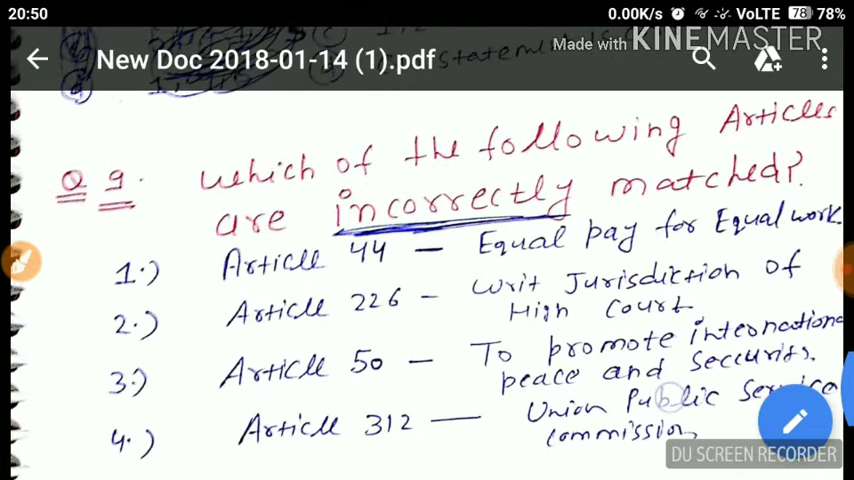 20:50 0.00K/s VoLTE 78 78%
Made with KINEMASTER
New Doc 2018-01-14 (1).pdf
statements
Q 9. Which of the following Articles
are incorrectly matched?
1.) Article 44 — Equal pay for Equal work.
2.) Article 226 - Writ Jurisdiction of
High Court
3.) Article 50 — To promote international
peace and seccurity.
4.) Article 312 — Union Public Service
Commission
DU SCREEN RECORDER